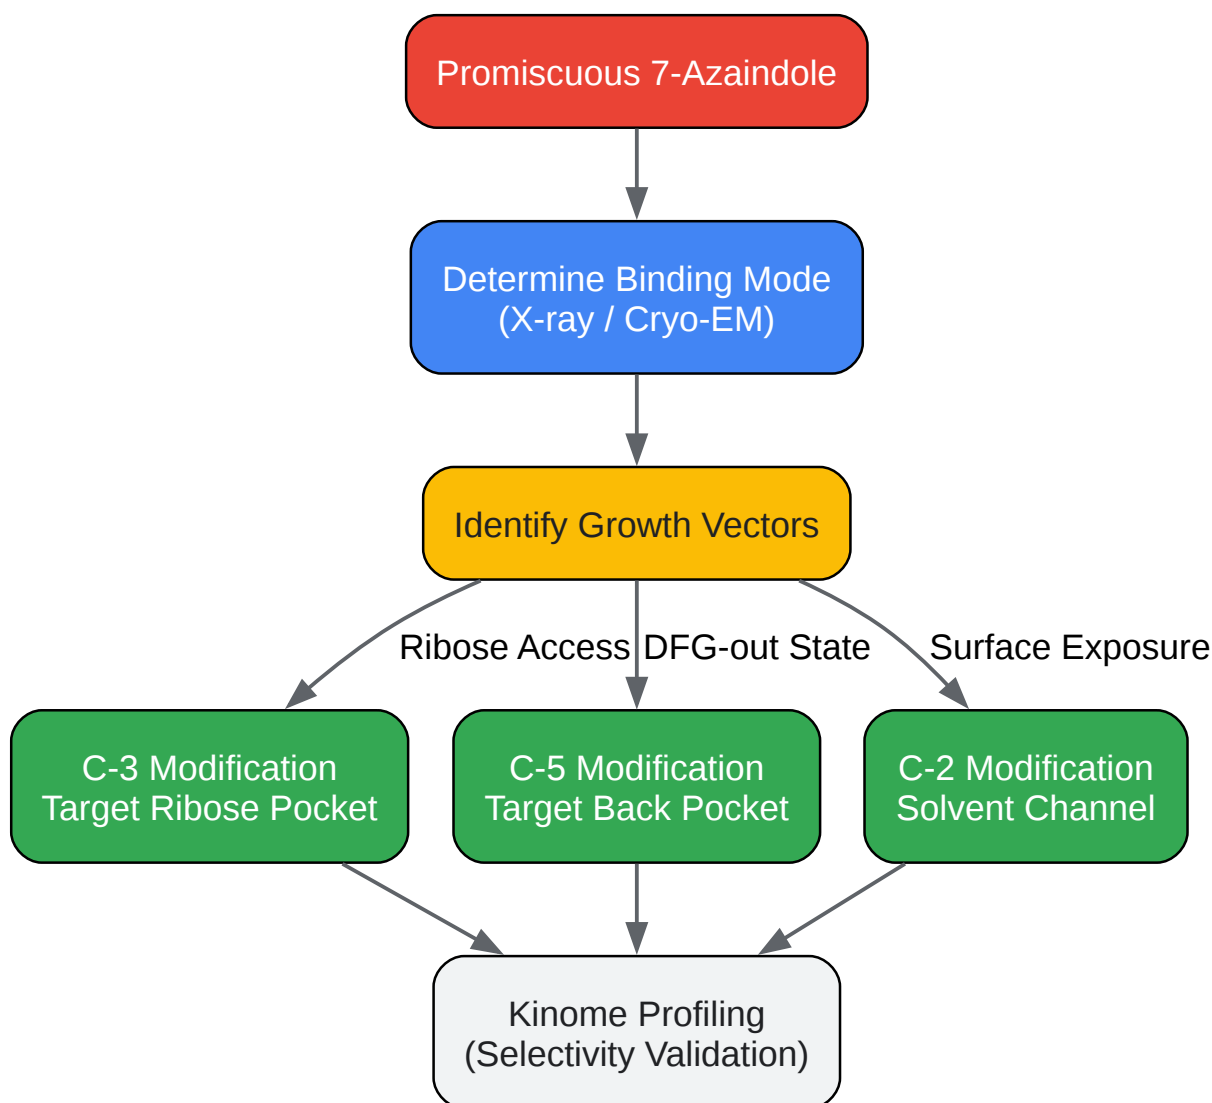 Promiscuous 7-Azaindole
Determine Binding Mode
(X-ray / Cryo-EM)
Identify Growth Vectors
Ribose Access
DFG-out State
Surface Exposure
C-3 Modification
Target Ribose Pocket
C-5 Modification
Target Back Pocket
C-2 Modification
Solvent Channel
Kinome Profiling
(Selectivity Validation)